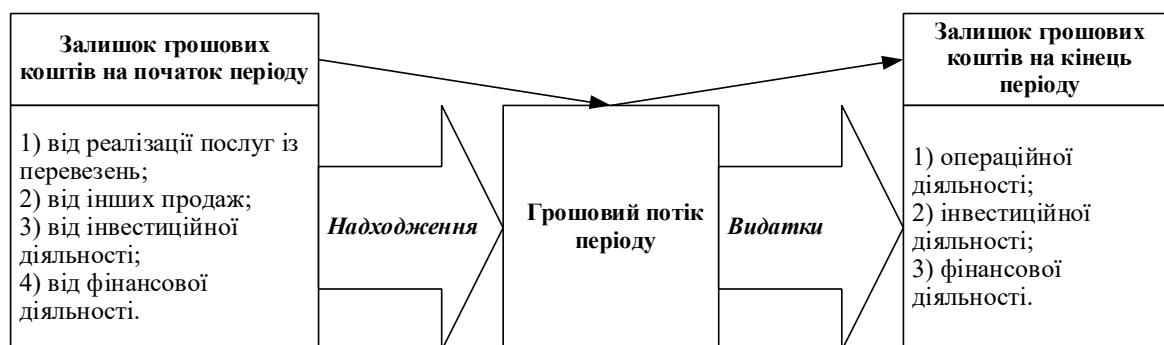 Залишок грошових
коштів на початок періоду
1) від реалізації послуг із
перевезень;
2) від інших продаж;
3) від інвестиційної
діяльності;
4) від фінансової
діяльності.
Надходження
Грошовий потік
періоду
Видатки
Залишок грошових
коштів на кінець
періоду
1) операційної
діяльності;
2) інвестиційної
діяльності;
3) фінансової
діяльності.